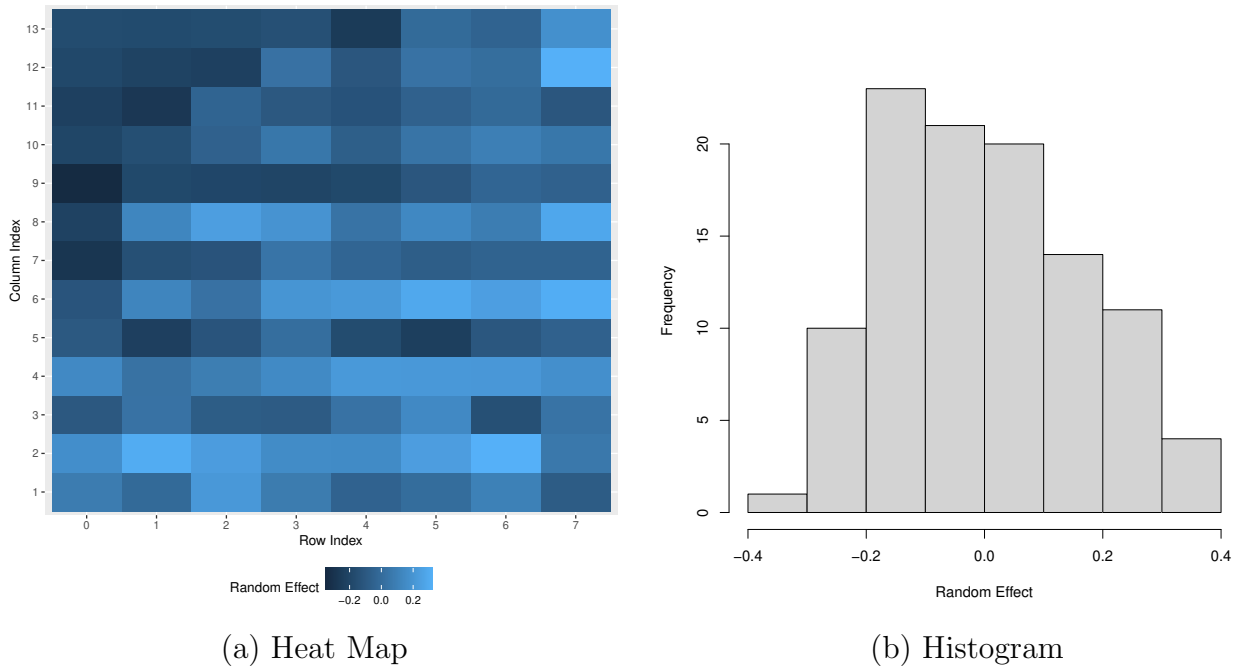 13
12
11
10
9
8
7
6
5
4
3
2
1
Column Index
0 1 2 3 4 5 6 7
Row Index
Random Effect
−0.2 0.0 0.2
(a) Heat Map
20
15
10
5
0
Frequency
−0.4 −0.2 0.0 0.2 0.4
Random Effect
(b) Histogram